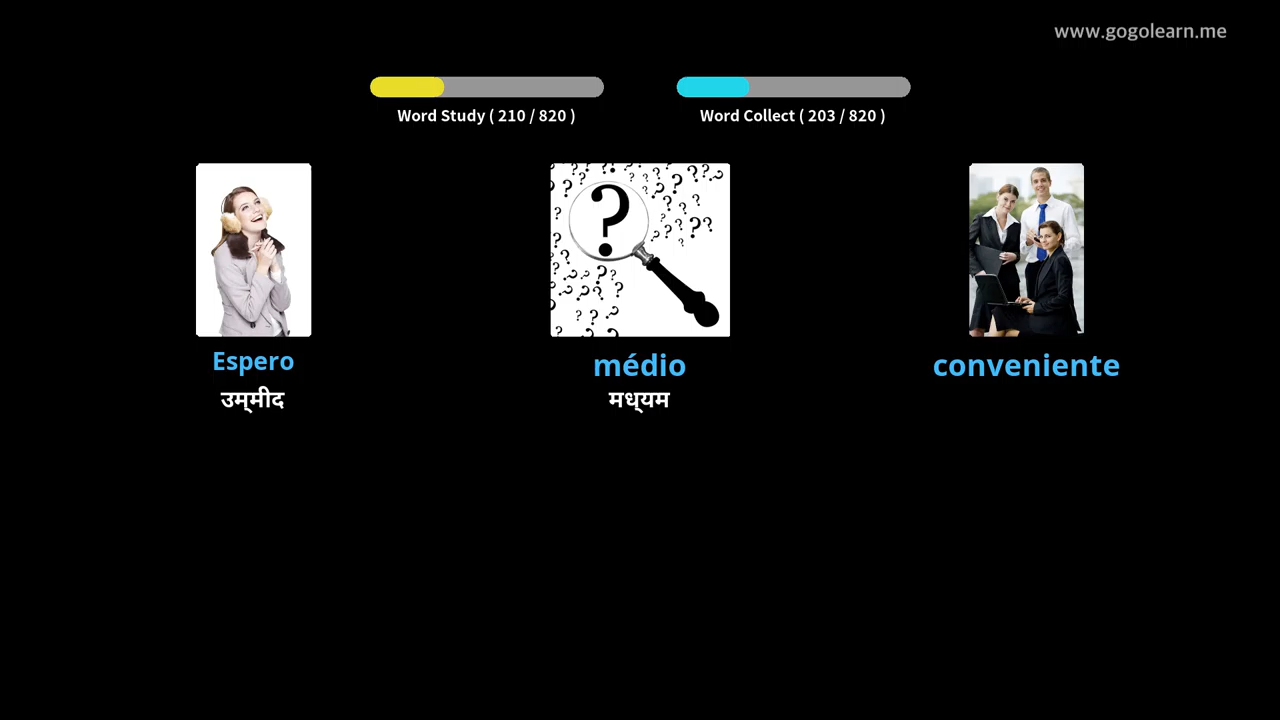 www.gogolearn.me
Word Study ( 210 / 820 )
Word Collect ( 203 / 820 )
Espero
médio
conveniente
उम्मीद
मध्यम